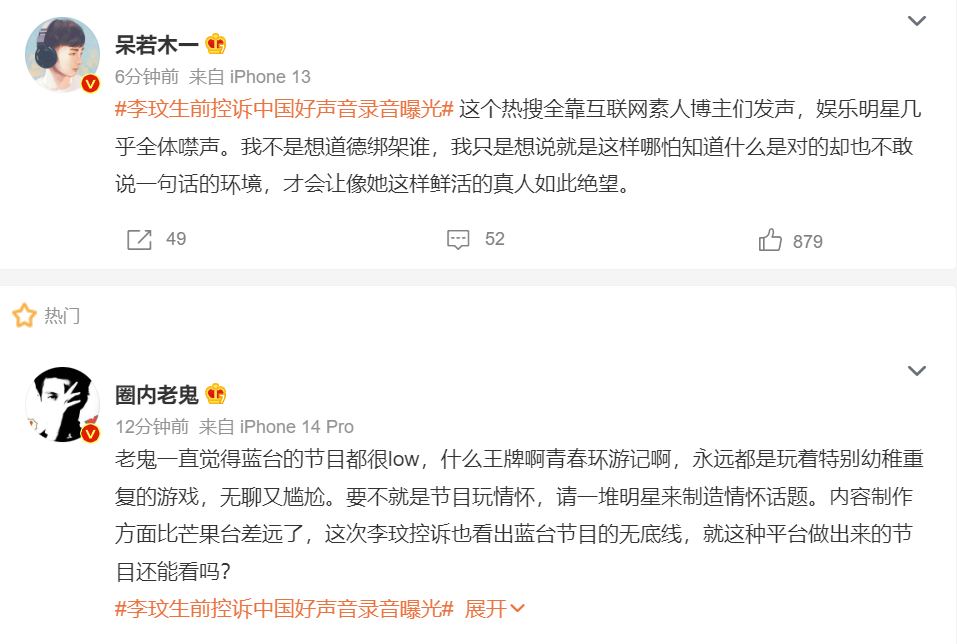 呆若木一
6分钟前 来自 iPhone 13
#李玟生前控诉中国好声音录音曝光# 这个热搜全靠互联网素人博主们发声，娱乐明星几
乎全体噤声。我不是想道德绑架谁，我只是想说就是这样哪怕知道什么是对的却也不敢
说一句话的环境，才会让像她这样鲜活的真人如此绝望。
49 52 879
热门
圈内老鬼
12分钟前 来自 iPhone 14 Pro
老鬼一直觉得蓝台的节目都很low，什么王牌啊青春环游记啊，永远都是玩着特别幼稚重
复的游戏，无聊又尴尬。要不就是节目玩情怀，请一堆明星来制造情怀话题。内容制作
方面比芒果台差远了，这次李玟控诉也看出蓝台节目的无底线，就这种平台做出来的节
目还能看吗?
#李玟生前控诉中国好声音录音曝光# 展开